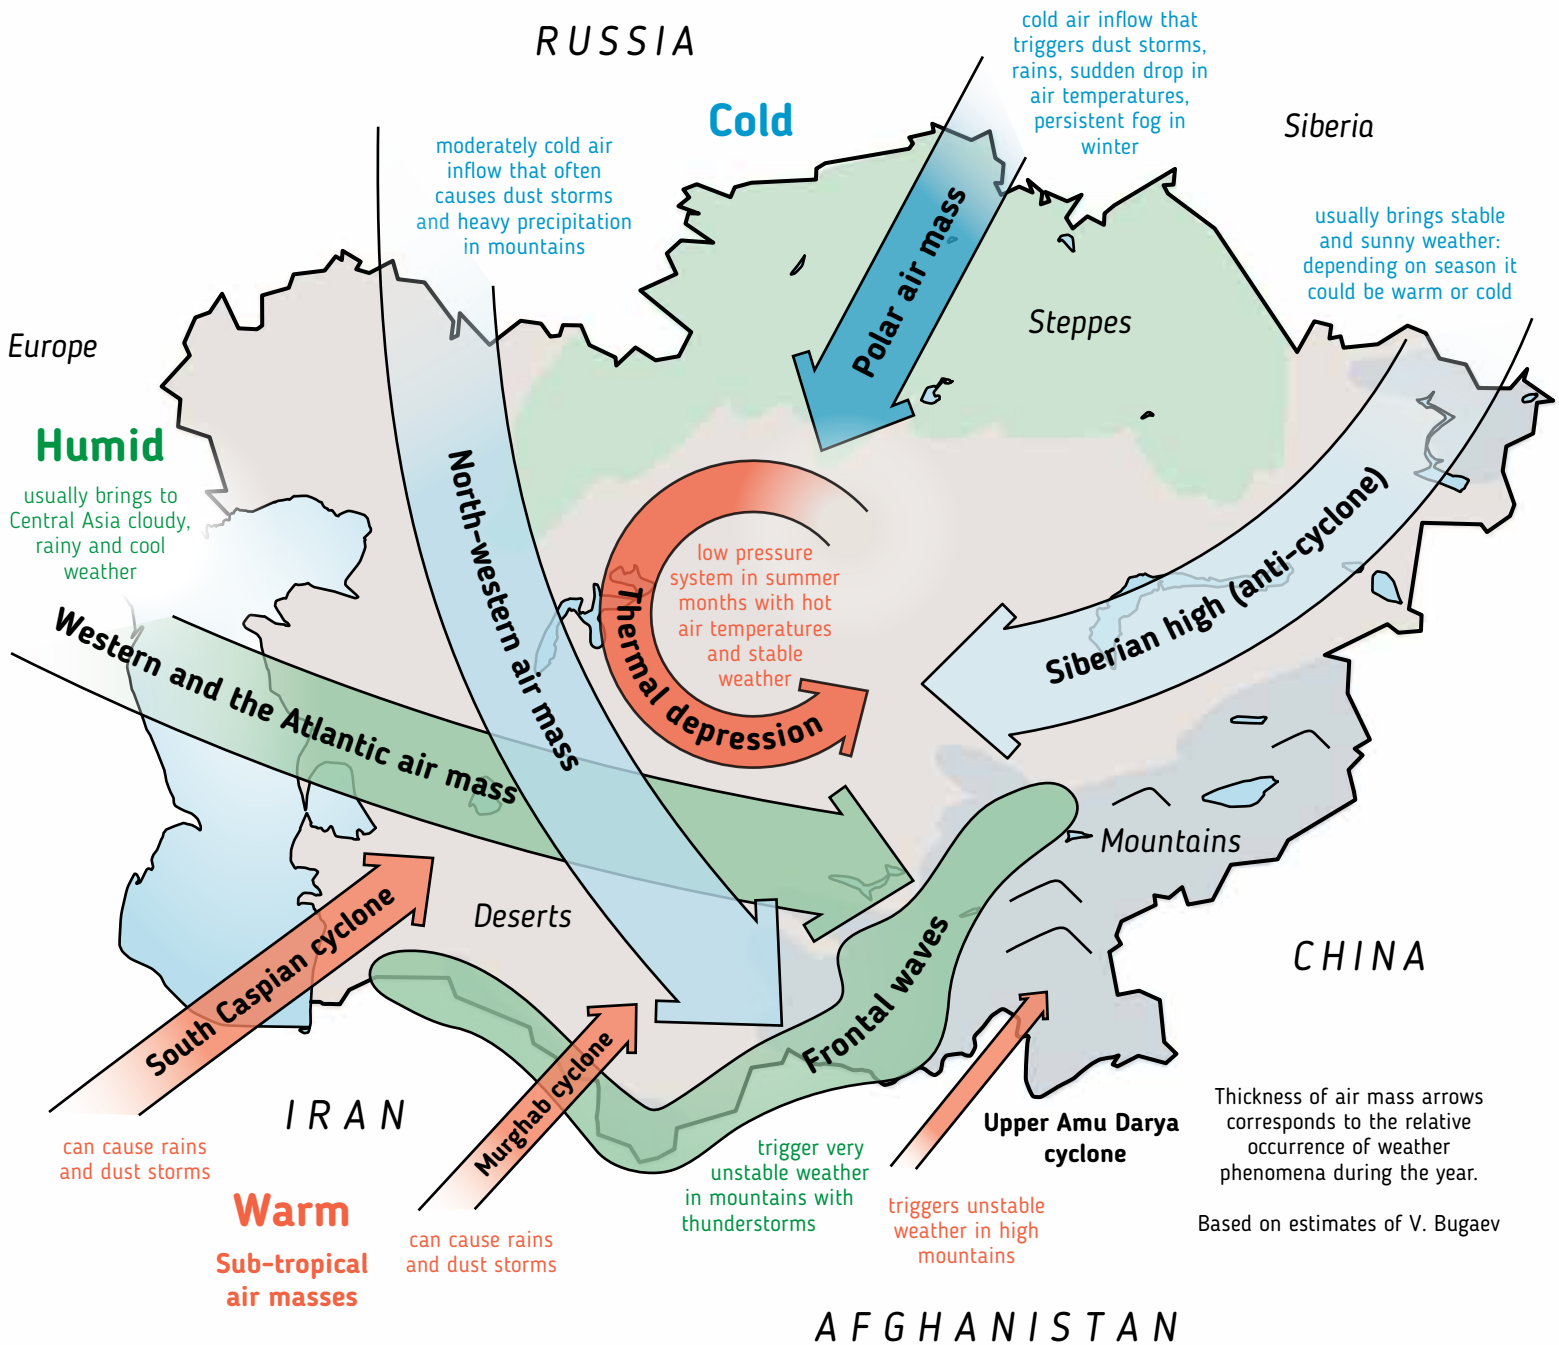 RUSSIA
cold air inflow that
triggers dust storms,
rains, sudden drop in
air temperatures,
persistent fog in
winter
Cold
Siberia
moderately cold air
inflow that often
causes dust storms
and heavy precipitation
in mountains
Polar air mass
usually brings stable
and sunny weather:
depending on season it
could be warm or cold
Steppes
Europe
Humid
usually brings to
Central Asia cloudy,
rainy and cool
weather
North-western air mass
Siberian high (anti-cyclone)
low pressure
system in summer
months with hot
air temperatures
and stable
weather
Thermal depression
Western and the Atlantic air mass
Mountains
Deserts
South Caspian cyclone
Frontal waves
CHINA
Murghab cyclone
IRAN
Upper Amu Darya
cyclone
Thickness of air mass arrows
corresponds to the relative
occurrence of weather
phenomena during the year.
Based on estimates of V. Bugaev
can cause rains
and dust storms
trigger very
unstable weather
in mountains with
thunderstorms
triggers unstable
weather in high
mountains
Warm
Sub-tropical
air masses
can cause rains
and dust storms
AFGHANISTAN